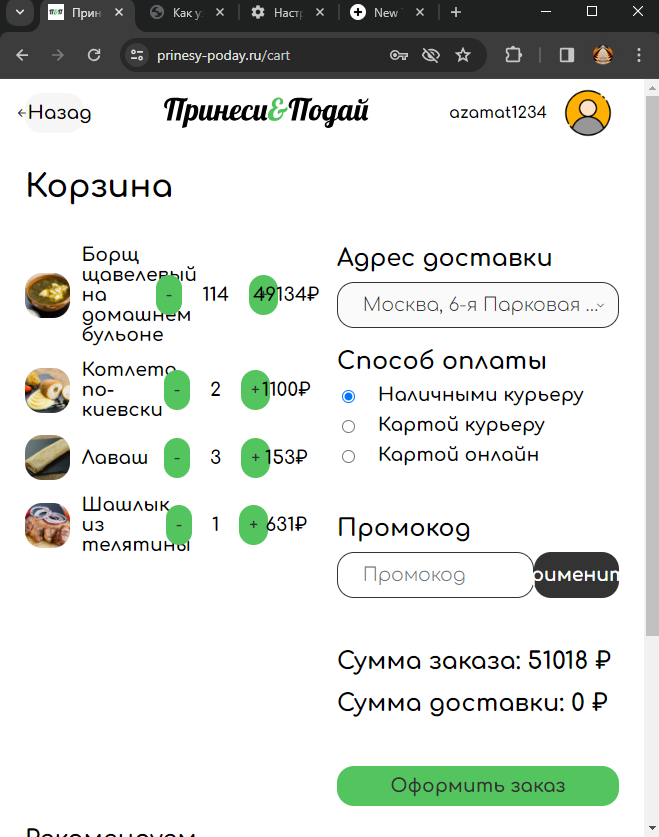 Прин
Как у
Настр
New
prinesy-poday.ru/cart
←Назад
Принеси&Подай
azamat1234
Корзина
Борщ
щавелевый
на
домашнем
бульоне
- 114 + 49134₽
Котлета
по-
киевски
- 2 + 1100₽
Лаваш
- 3 + 153₽
Шашлык
из
телятины
- 1 + 631₽
Адрес доставки
Москва, 6-я Парковая ...
Способ оплаты
Наличными курьеру
Картой курьеру
Картой онлайн
Промокод
Промокод
рименит
Сумма заказа: 51018 ₽
Сумма доставки: 0 ₽
Оформить заказ
Рекомендуем